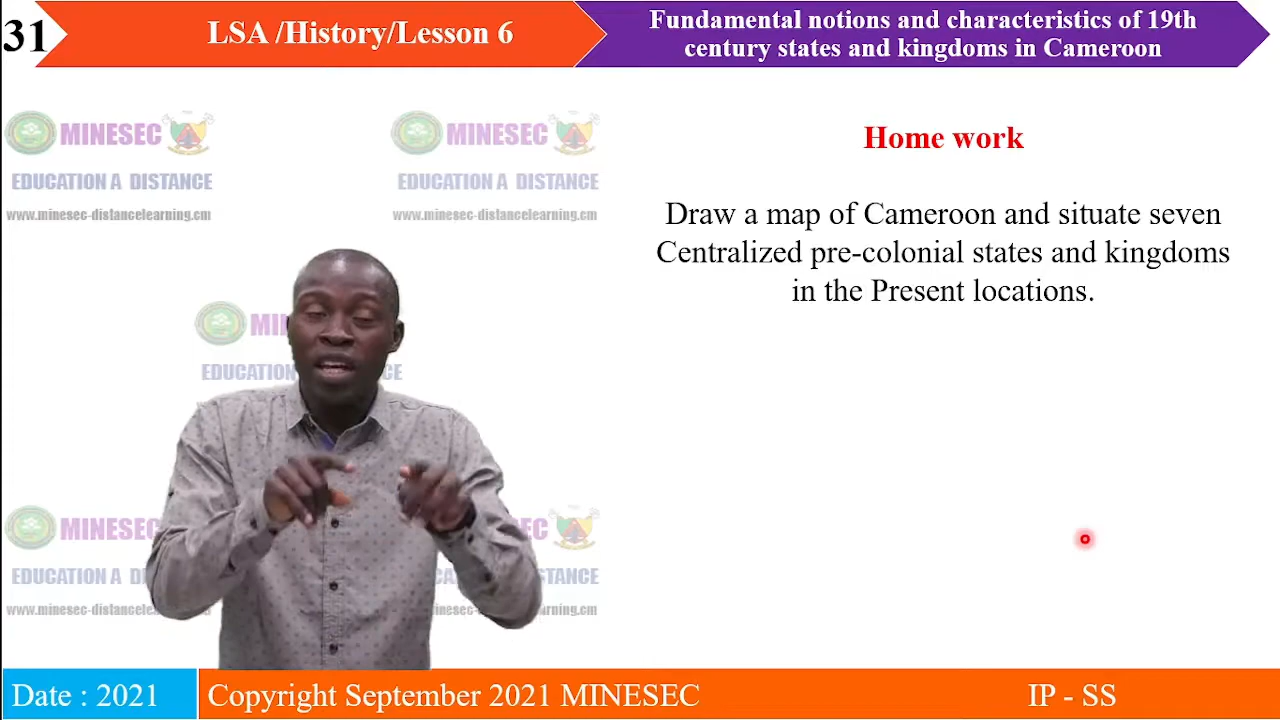 31
LSA /History/Lesson 6
Fundamental notions and characteristics of 19th
century states and kingdoms in Cameroon
MINESEC
EDUCATION A DISTANCE
www.minesec-distancelearning.cm
MINESEC
EDUCATION A DISTANCE
www.minesec-distancelearning.cm
Home work
Draw a map of Cameroon and situate seven
Centralized pre-colonial states and kingdoms
in the Present locations.
EDUCATION
MINESEC
EDUCATION A
Date : 2021
Copyright September 2021 MINESEC
IP - SS